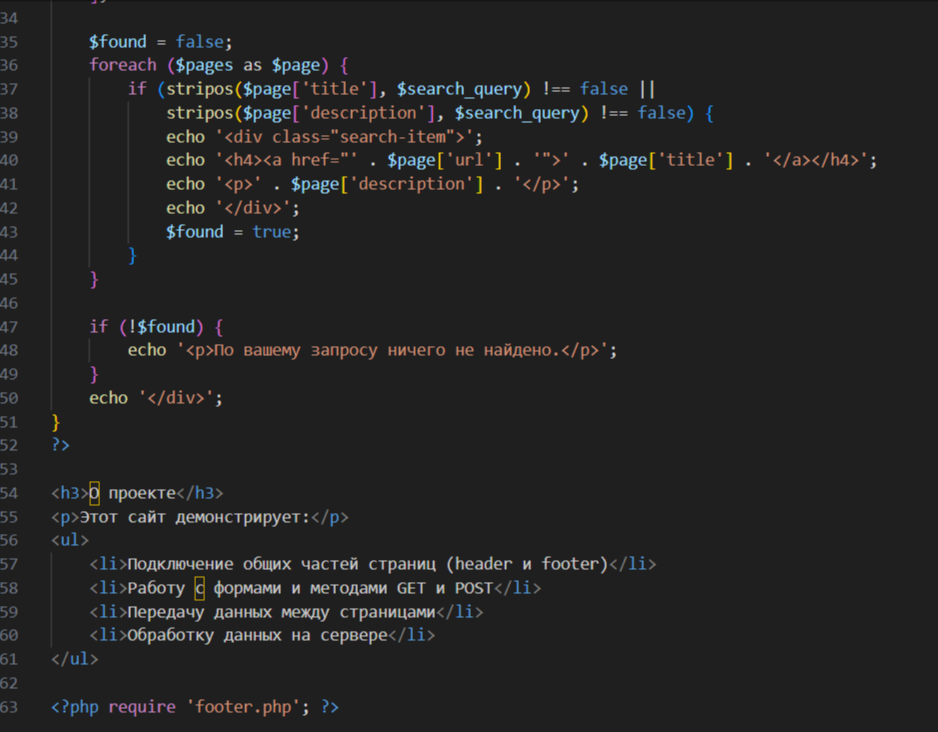 34
35 $found = false;
36 foreach ($pages as $page) {
37 if (stripos($page['title'], $search_query) !== false ||
38 stripos($page['description'], $search_query) !== false) {
39 echo '<div class="search-item">';
40 echo '<h4><a href="' . $page['url'] . '">' . $page['title'] . '</a></h4>';
41 echo '<p>' . $page['description'] . '</p>';
42 echo '</div>';
43 $found = true;
44 }
45 }
46
47 if (!$found) {
48 echo '<p>По вашему запросу ничего не найдено.</p>';
49 }
50 echo '</div>';
51 }
52 ?>
53
54 <h3>О проекте</h3>
55 <p>Этот сайт демонстрирует:</p>
56 <ul>
57 <li>Подключение общих частей страниц (header и footer)</li>
58 <li>Работу с формами и методами GET и POST</li>
59 <li>Передачу данных между страницами</li>
60 <li>Обработку данных на сервере</li>
61 </ul>
62
63 <?php require 'footer.php'; ?>